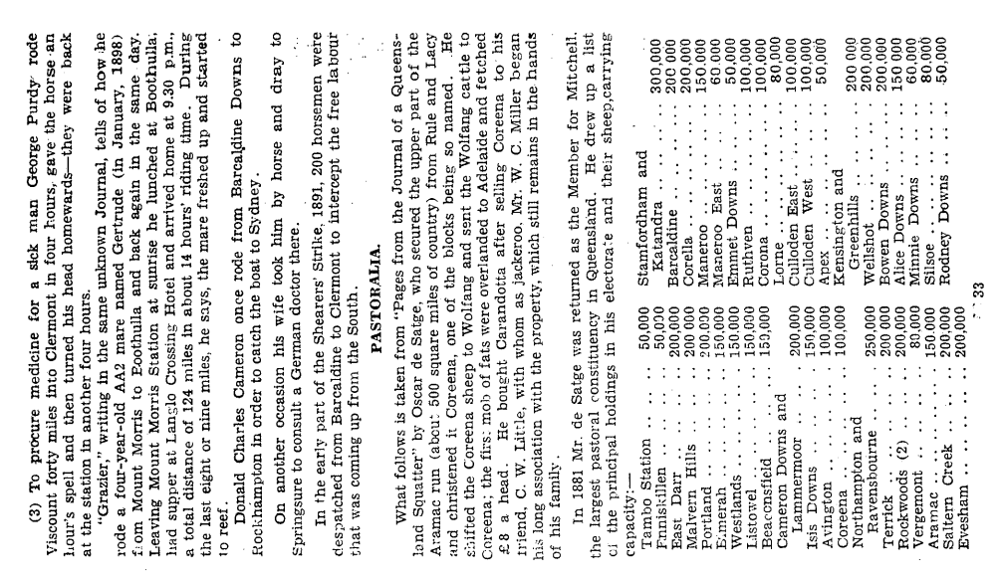 (3) To procure medicine for a sick man George Purdy rode
Viscount forty miles into Clermont in four hours, gave the horse an
hour's spell and then turned his head homewards—they were back
at the station in another four hours.
"Grazier," writing in the same unknown Journal, tells of how he
rode a four-year-old AA2 mare named Gertrude (in January, 1898)
from Mount Morris to Boothulla and back again in the same day.
Leaving Mount Morris Station at sunrise he lunched at Boothulla,
had supper at Langlo Crossing Hotel and arrived home at 9.30 p.m.,
a total distance of 124 miles in about 14 hours' riding time. During
the last eight or nine miles, he says, the mare freshed up and started
to reef.
Donald Charles Cameron once rode from Barcaldine Downs to
Rockhampton in order to catch the boat to Sydney.
On another occasion his wife took him by horse and dray to
Springsure to consult a German doctor there.
In the early part of the Shearers' Strike, 1891, 200 horsemen were
despatched from Barcaldine to Clermont to intercept the free labour
that was coming up from the South.
PASTORALIA.
What follows is taken from "Pages from the Journal of a Queens-
land Squatter" by Oscar de Satge, who secured the upper part of the
Aramac run (about 500 square miles of country) from Rule and Lacy
and christened it Coreena, one of the blocks being so named. He
shifted the Coreena sheep to Wolfang and sent the Wolfang cattle to
Coreena; the first mob of fats were overlanded to Adelaide and fetched
£8 a head. He bought Carandotta after selling Coreena to his
friend, C. W. Little, with whom as jackeroo, Mr. W. C. Miller began
his long association with the property, which still remains in the hands
of his family.
In 1881 Mr. de Satge was returned as the Member for Mitchell,
the largest pastoral constituency in Queensland. He drew up a list
of the principal holdings in his electorate and their sheep, carrying
capacity:—
Tambo Station .. .. 50,000
Enniskillen .. .. .. 50,000
East Darr .. .. .. 200,000
Malvern Hills .. .. 200,000
Portland .. .. .. .. 200,000
Elmerah .. .. .. .. 150,000
Westlands .. .. .. 150,000
Listowel .. .. .. .. 150,000
Beaconsfield .. .. .. 150,000
Cameron Downs and
Lammermoor .. .. 200,000
Isis Downs .. .. .. 150,000
Avington .. .. .. .. 100,000
Coreena .. .. .. .. 100,000
Northampton and
Ravensbourne .. .. 250 000
Terrick .. .. .. .. 200,000
Rockwoods (2) .. .. 200,000
Vergemont .. .. .. 80,000
Aramac .. .. .. .. 150,000
Saltern Creek .. .. 200,000
Evesham .. .. .. .. 200,000
Stamfordham and
Katandra .. .. .. 300,000
Barcaldine .. .. .. 200 000
Corella .. .. .. .. 200,000
Maneroo .. .. .. .. 150,000
Maneroo East .. .. 60 000
Emmet Downs .. .. 50,000
Ruthven .. .. .. .. 100,000
Corona .. .. .. .. 100,000
Lorne .. .. .. .. .. 80,000
Culloden East .. .. 100,000
Culloden West .. .. 100,000
Apex .. .. .. .. .. 50,000
Kensington and
Greenhills .. .. .. 200 000
Wellshot .. .. .. .. 200,000
Bowen Downs .. .. 200,000
Alice Downs .. .. .. 150 000
Minnie Downs .. .. 60,000
Silsoe .. .. .. .. .. 80,000
Rodney Downs .. .. 50,000
33